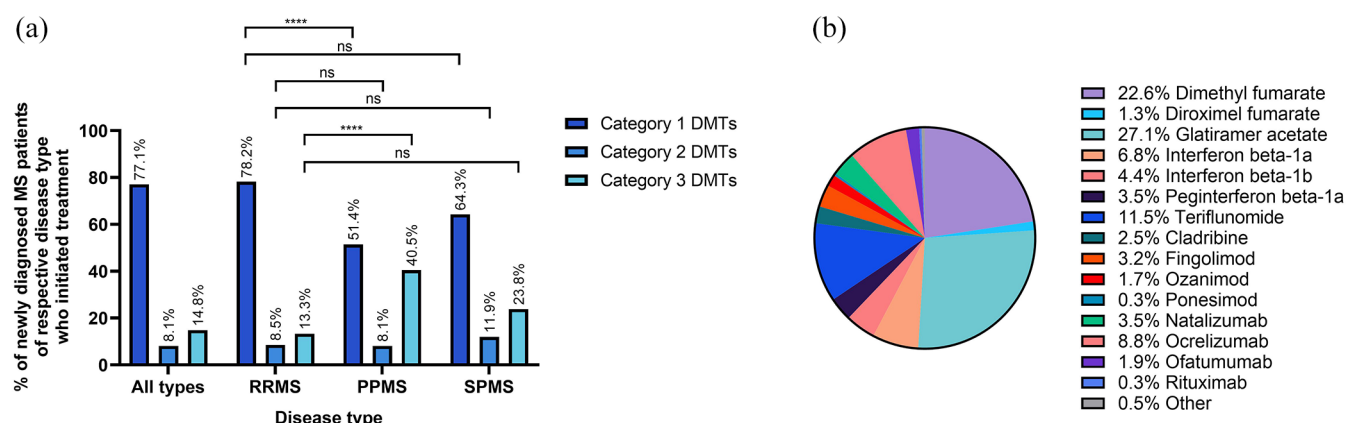 (a)
****
ns
ns
ns
****
ns
% of newly diagnosed MS patients
of respective disease type
who initiated treatment
100
80
60
40
20
0
77.1%
8.1%
14.8%
78.2%
8.5%
13.3%
51.4%
8.1%
40.5%
64.3%
11.9%
23.8%
All types
RRMS
PPMS
SPMS
Disease type
Category 1 DMTs
Category 2 DMTs
Category 3 DMTs
(b)
22.6% Dimethyl fumarate
1.3% Diroximel fumarate
27.1% Glatiramer acetate
6.8% Interferon beta-1a
4.4% Interferon beta-1b
3.5% Peginterferon beta-1a
11.5% Teriflunomide
2.5% Cladribine
3.2% Fingolimod
1.7% Ozanimod
0.3% Ponesimod
3.5% Natalizumab
8.8% Ocrelizumab
1.9% Ofatumumab
0.3% Rituximab
0.5% Other